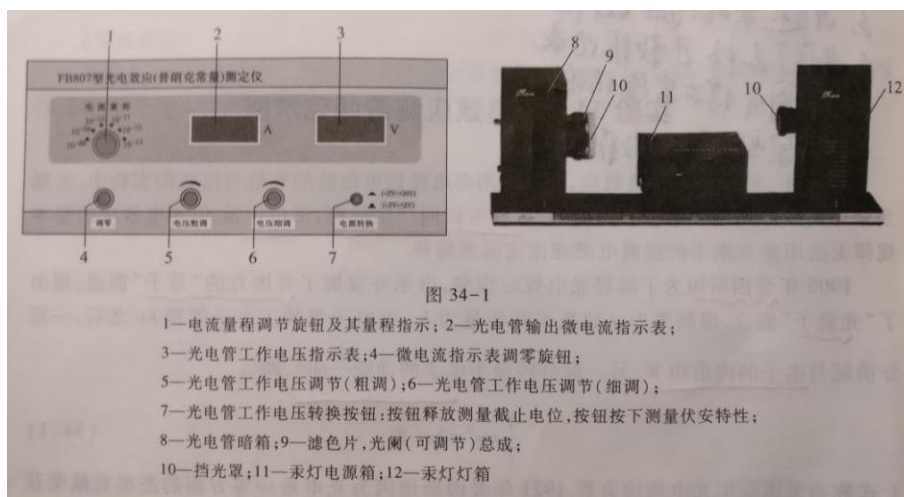 1 2 3
FB807型光电效应(普朗克常量)测定仪
电流量程
A
V
调零
电压粗调
电压细调
电源转换
4 5 6 7
8
9
10
11
10
12
图 34-1
1—电流量程调节旋钮及其量程指示；2—光电管输出微电流指示表；
3—光电管工作电压指示表；4—微电流指示表调零旋钮；
5—光电管工作电压调节(粗调)；6—光电管工作电压调节(细调)；
7—光电管工作电压转换按钮：按钮释放测量截止电位,按钮按下测量伏安特性；
8—光电管暗箱；9—滤色片,光阑(可调节)总成；
10—挡光罩；11—汞灯电源箱；12—汞灯灯箱